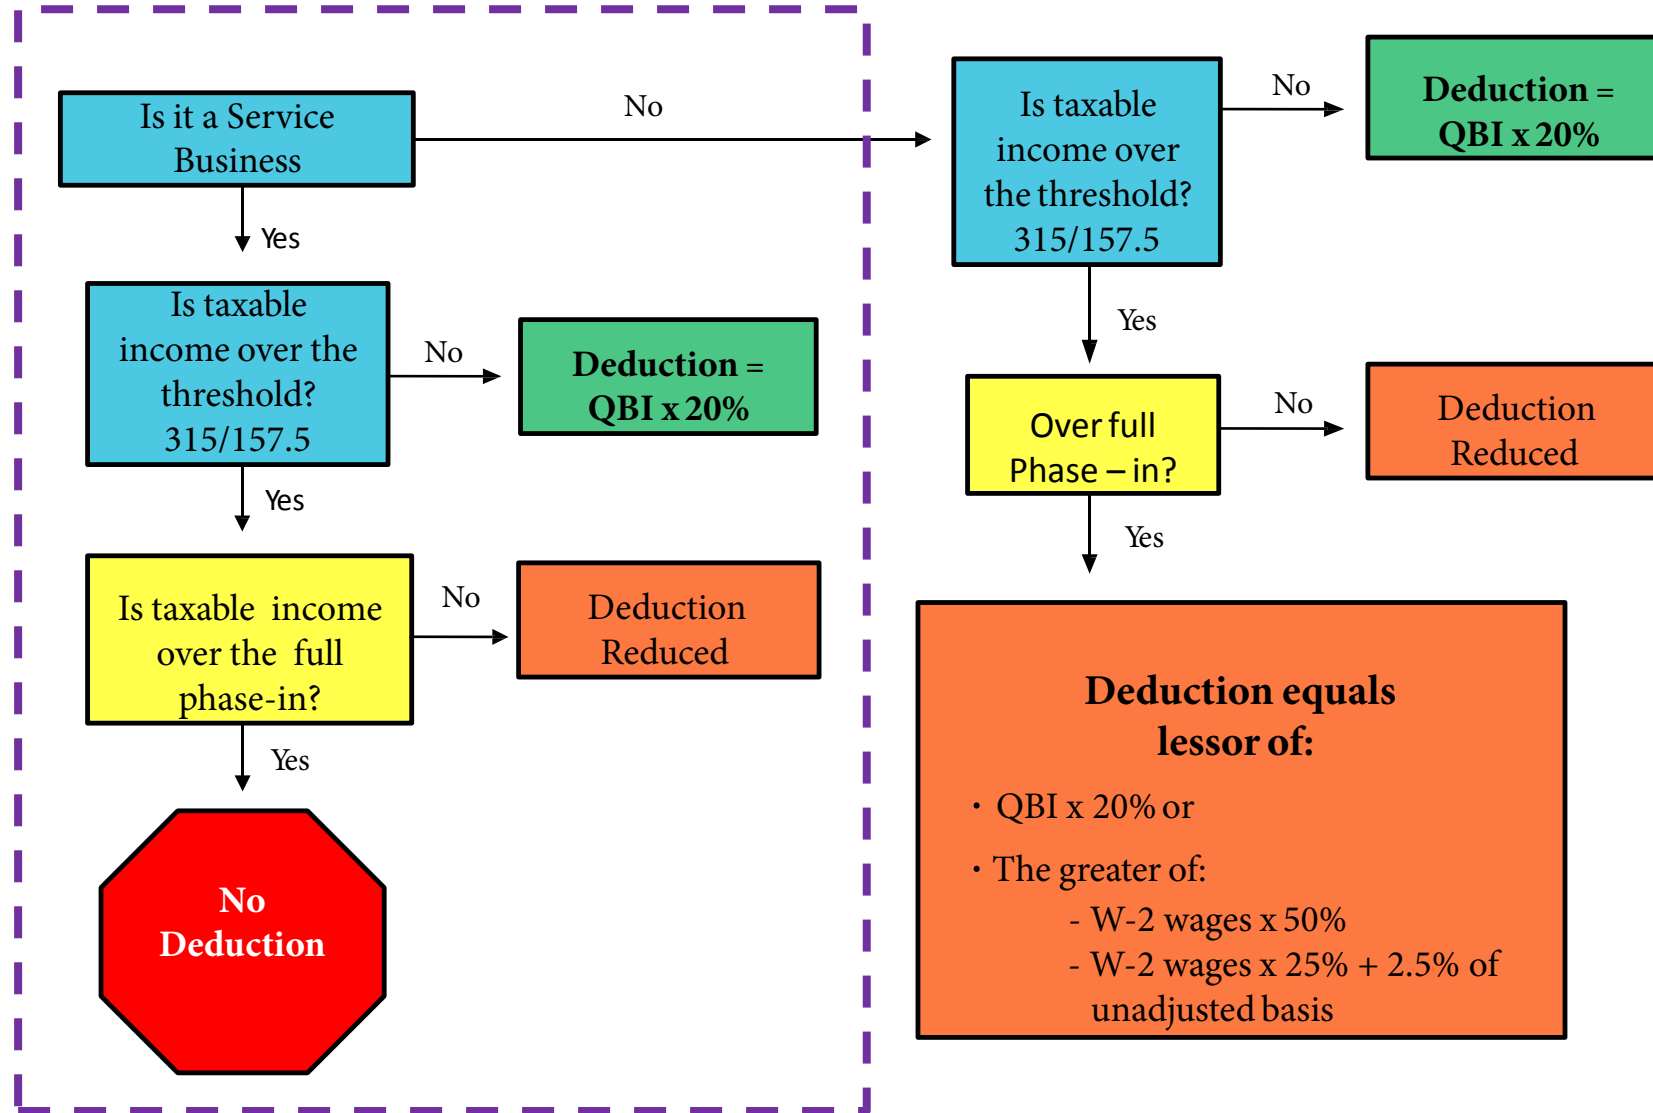 Is it a Service
Business
No
Yes
Is taxable
income over the
threshold?
315/157.5
No
Deduction =
QBI x 20%
Yes
Is taxable income
over the full
phase-in?
No
Deduction
Reduced
Yes
No
Deduction
Is taxable
income over
the threshold?
315/157.5
No
Deduction =
QBI x 20%
Yes
Over full
Phase – in?
No
Deduction
Reduced
Yes
Deduction equals
lessor of:
· QBI x 20% or
· The greater of:
- W-2 wages x 50%
- W-2 wages x 25% + 2.5% of
unadjusted basis